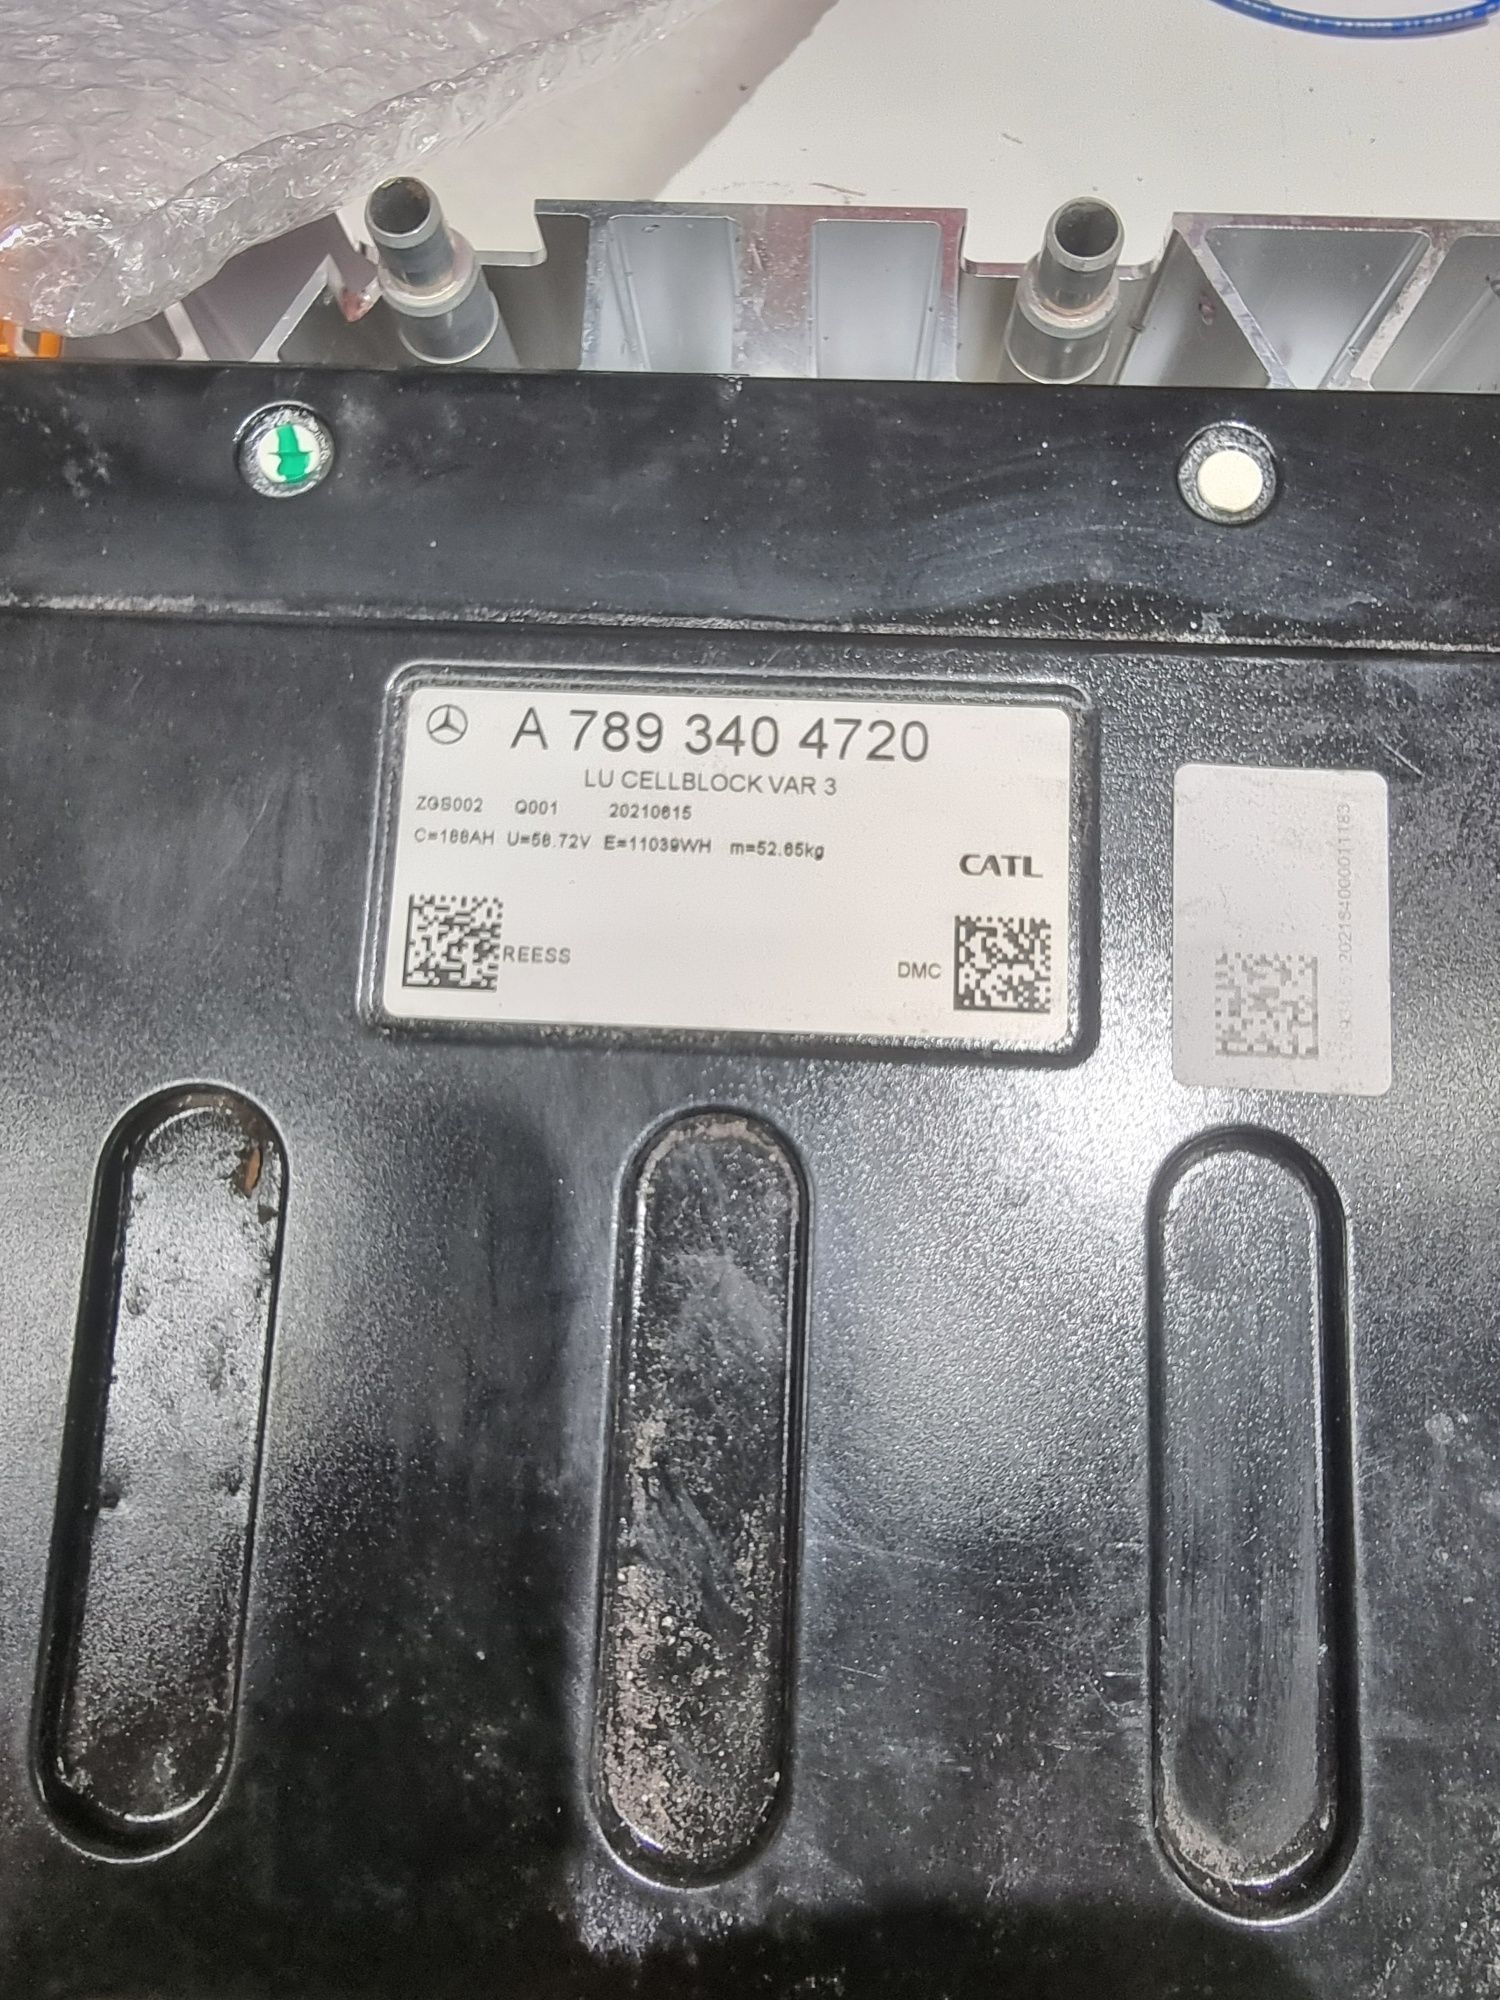 A 789 340 4720
LU CELLBLOCK VAR 3
ZGS002 Q001 20210615
C=188AH U=58.72V E=11039WH m=52.65kg
CATL
REESS
DMC